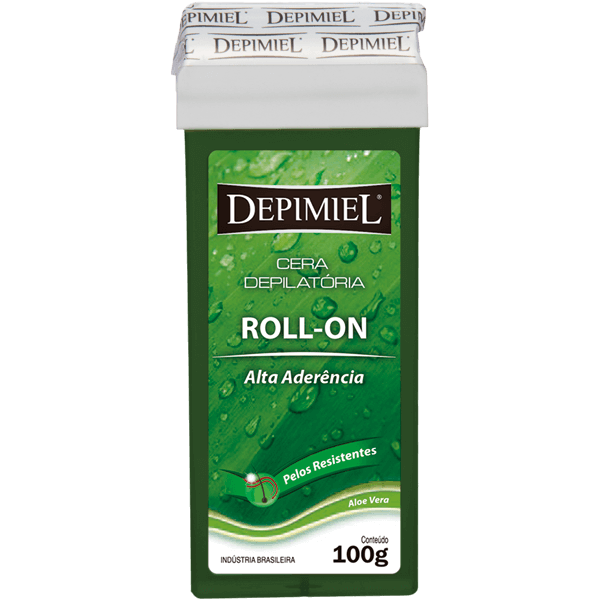 DEPIMIEL DEPIMIEL
DEPIMIEL DEPIMIEL
DEPIMIEL®
CERA
DEPILATÓRIA
ROLL-ON
Alta Aderência
Pelos Resistentes
Aloe Vera
Conteúdo
100g
INDÚSTRIA BRASILEIRA